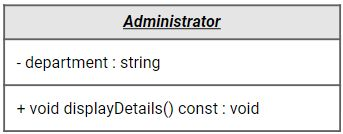 Administrator
- department : string
+ void displayDetails() const : void